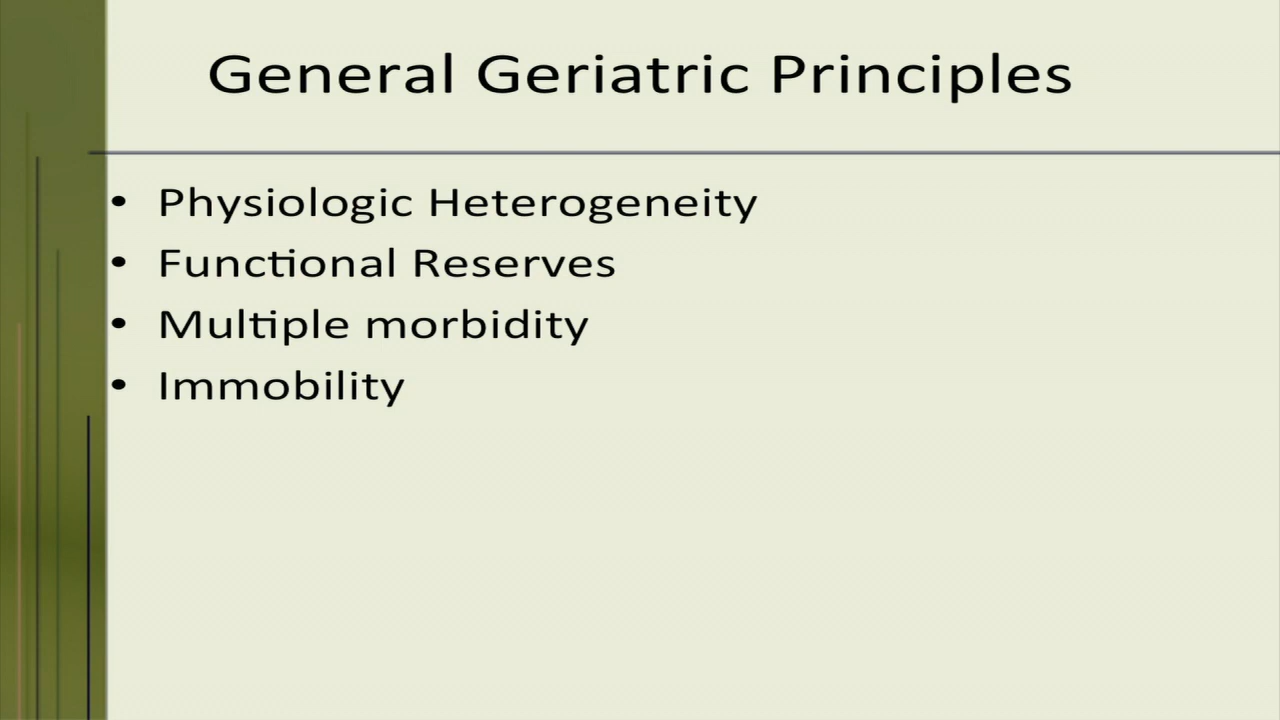 General Geriatric Principles
• Physiologic Heterogeneity
• Functional Reserves
• Multiple morbidity
• Immobility